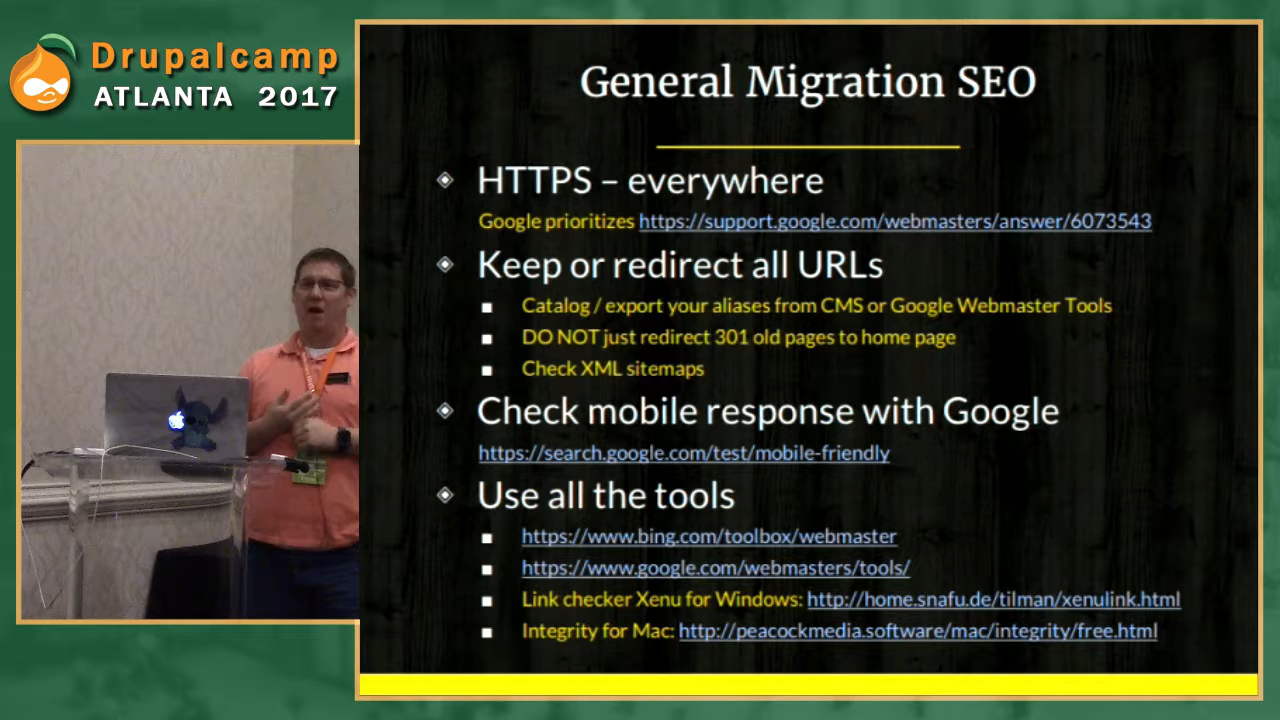 Drupalcamp
ATLANTA 2017
General Migration SEO
HTTPS – everywhere
Google prioritizes https://support.google.com/webmasters/answer/6073543
Keep or redirect all URLs
Catalog / export your aliases from CMS or Google Webmaster Tools
DO NOT just redirect 301 old pages to home page
Check XML sitemaps
Check mobile response with Google
https://search.google.com/test/mobile-friendly
Use all the tools
https://www.bing.com/toolbox/webmaster
https://www.google.com/webmasters/tools/
Link checker Xenu for Windows: http://home.snafu.de/tilman/xenulink.html
Integrity for Mac: http://peacockmedia.software/mac/integrity/free.html